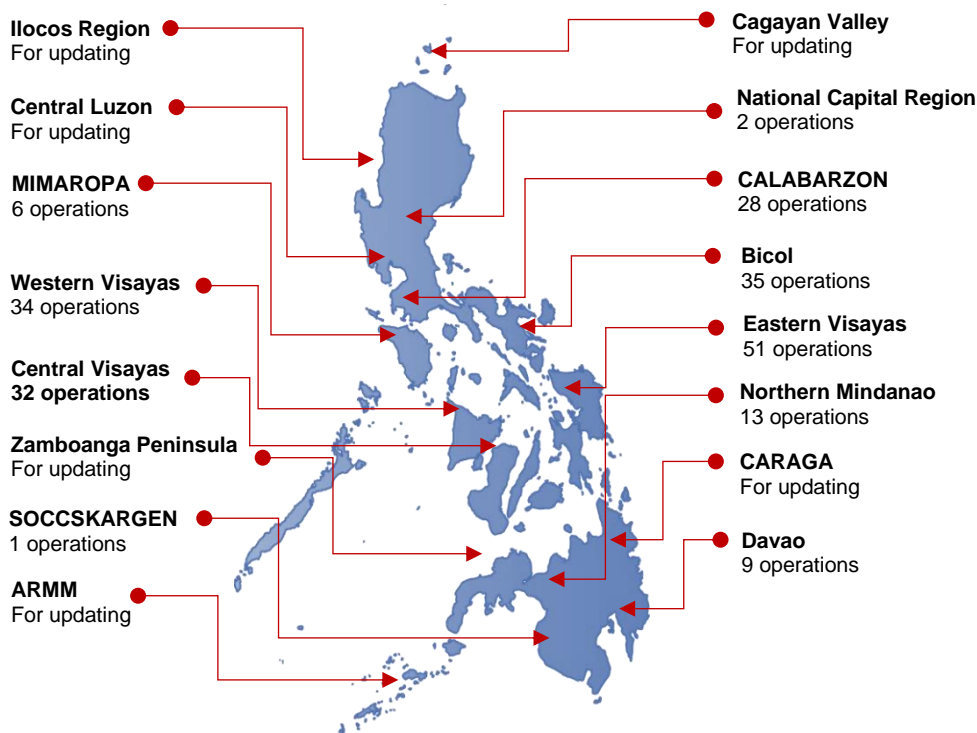 Ilocos Region
For updating
Central Luzon
For updating
MIMAROPA
6 operations
Western Visayas
34 operations
Central Visayas
32 operations
Zamboanga Peninsula
For updating
SOCCSKARGEN
1 operations
ARMM
For updating
Cagayan Valley
For updating
National Capital Region
2 operations
CALABARZON
28 operations
Bicol
35 operations
Eastern Visayas
51 operations
Northern Mindanao
13 operations
CARAGA
For updating
Davao
9 operations